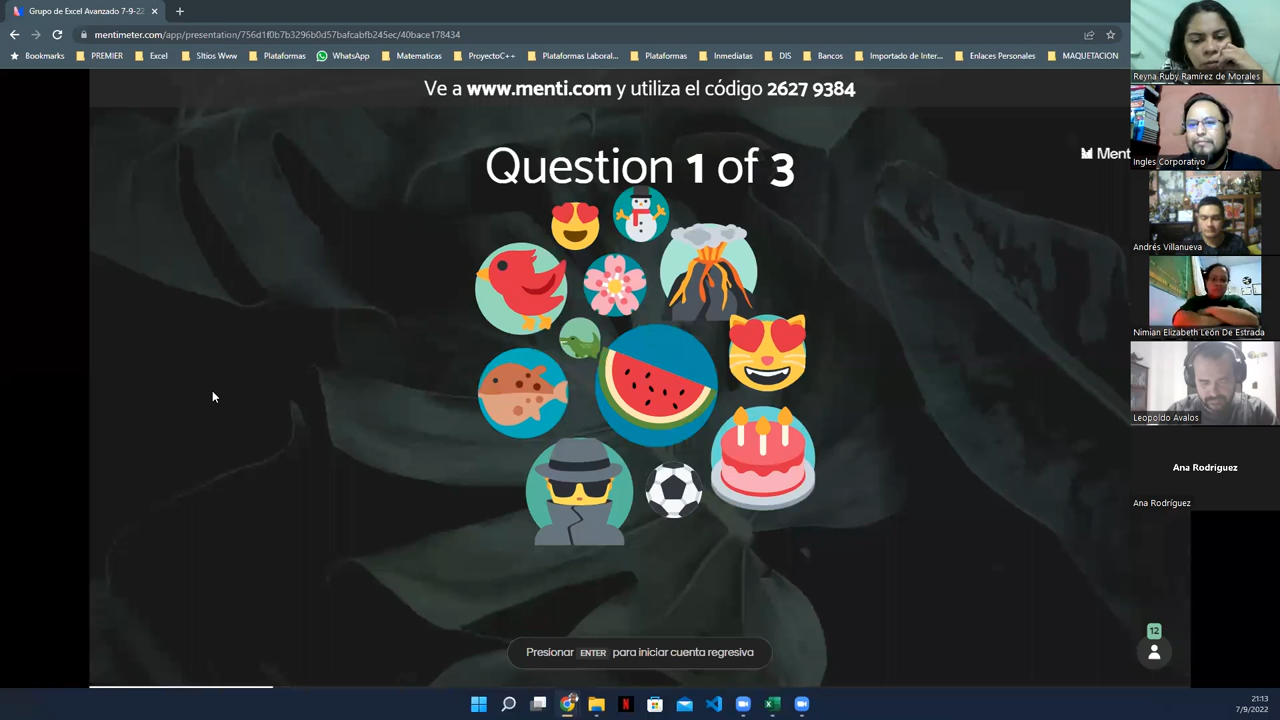 Grupo de Excel Avanzado 7-9-22
mentimeter.com/app/presentation/756d1f0b7b3296b0d57bafcabfb245ec/40bace178434
Bookmarks PREMIER Excel Sitios Www Plataformas WhatsApp Matematicas ProyectoC++ Plataformas Laboral... Plataformas Inmediatas DIS Bancos Importado de Inter... Enlaces Personales MAQUETACION
Ve a www.menti.com y utiliza el código 2627 9384
Ment
Question 1 of 3
Reyna Ruby Ramírez de Morales
Ingles Corporativo
Andrés Villanueva
Nimian Elizabeth León De Estrada
Leopoldo Avalos
Ana Rodríguez
Ana Rodríguez
Presionar ENTER para iniciar cuenta regresiva
12
21:13
7/9/2022